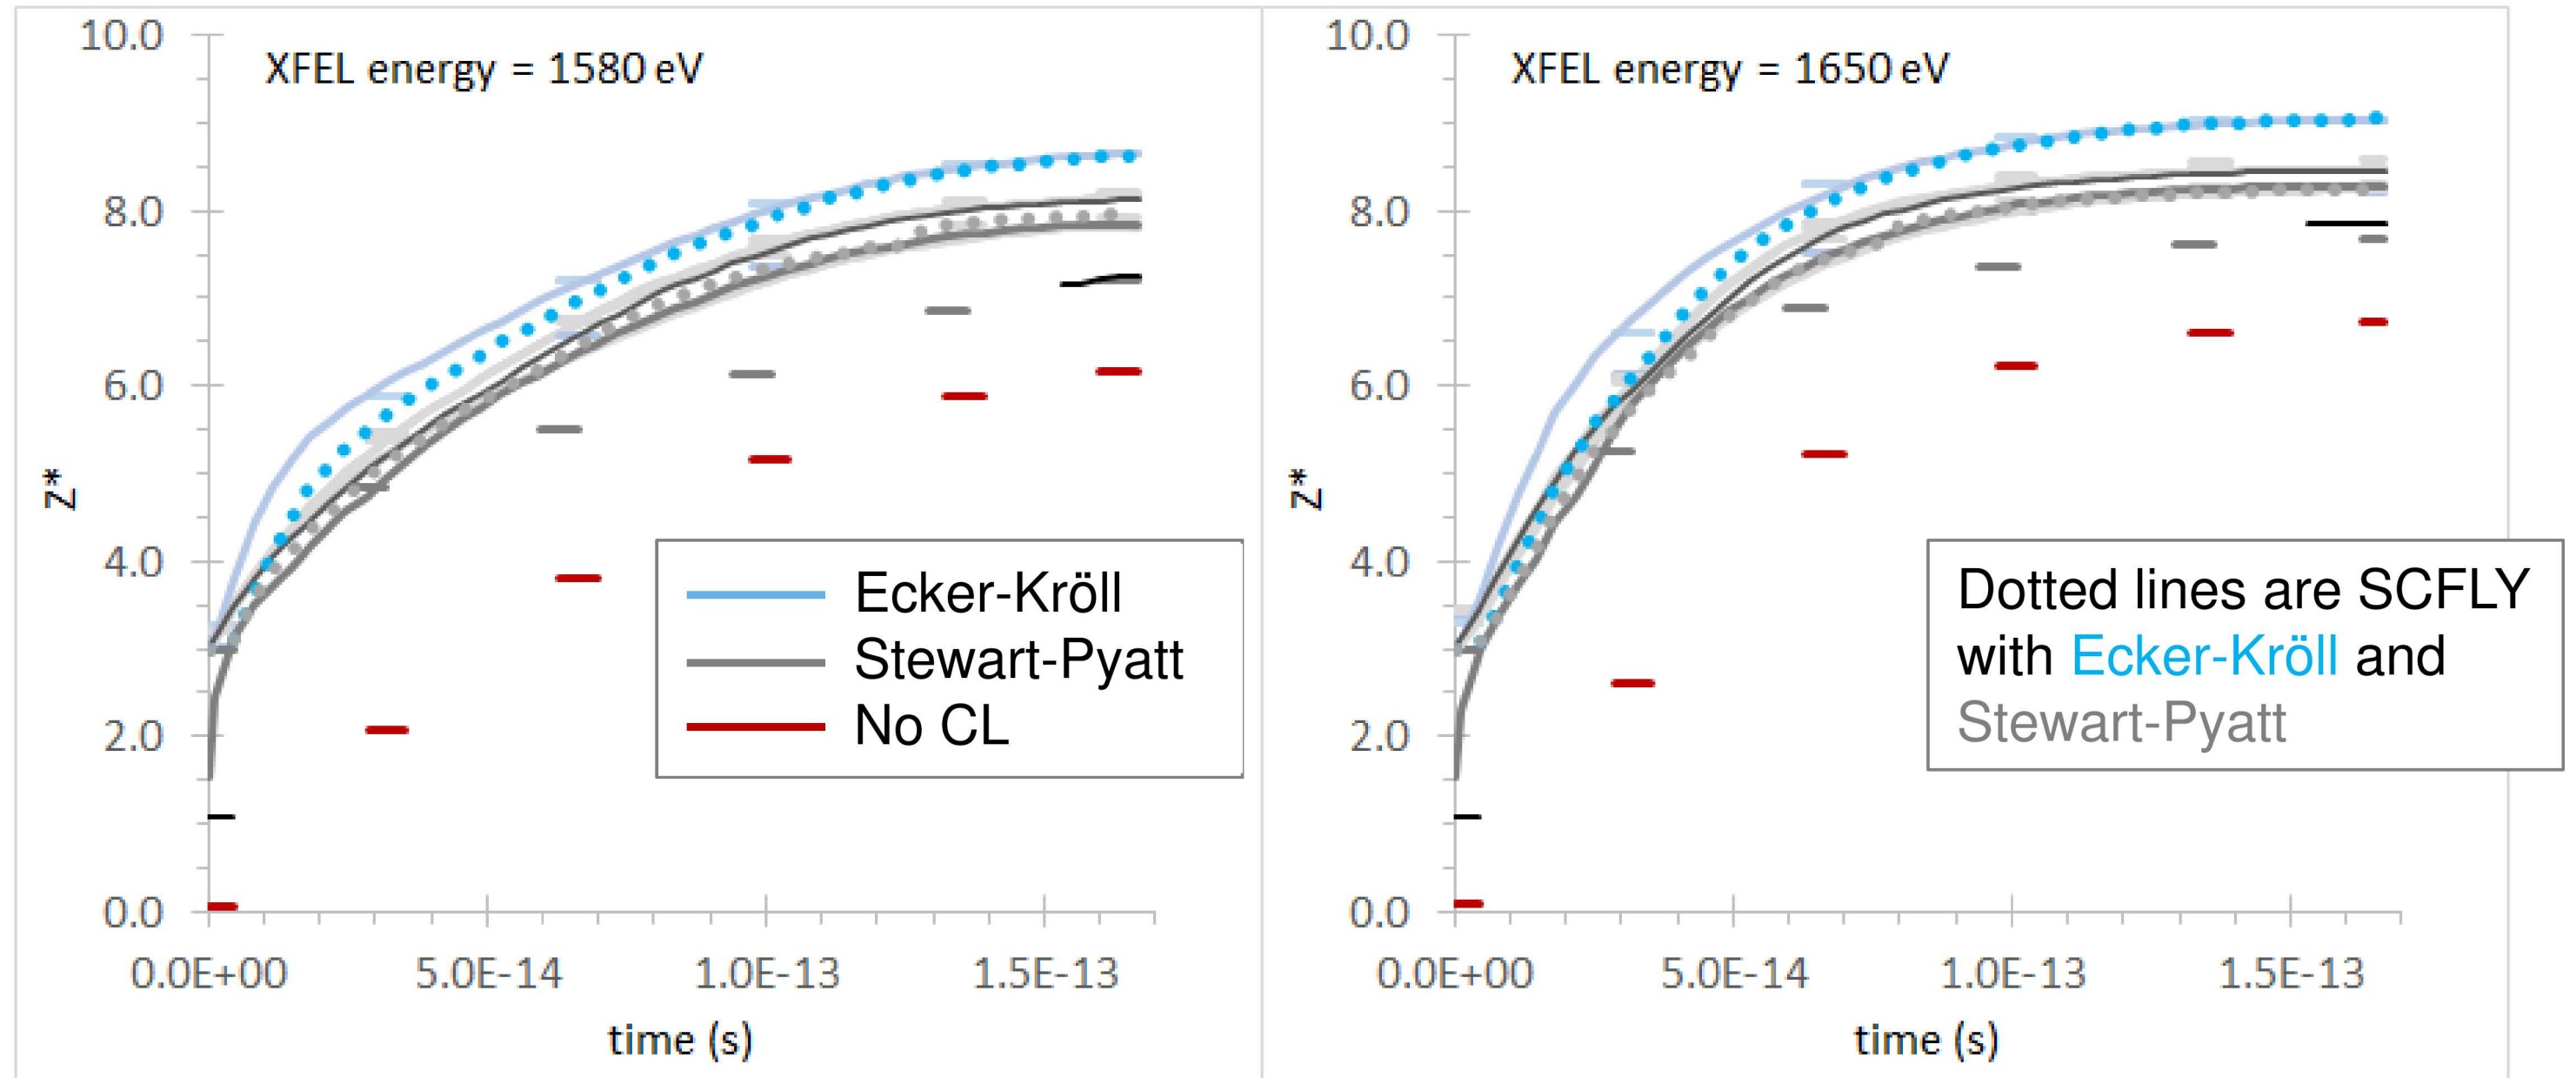 XFEL energy = 1580 eV
10.0
8.0
6.0
4.0
2.0
0.0
Z*
0.0E+00 5.0E-14 1.0E-13 1.5E-13
time (s)
Ecker-Kröll
Stewart-Pyatt
No CL
XFEL energy = 1650 eV
10.0
8.0
6.0
4.0
2.0
0.0
Z*
0.0E+00 5.0E-14 1.0E-13 1.5E-13
time (s)
Dotted lines are SCFLY
with Ecker-Kröll and
Stewart-Pyatt